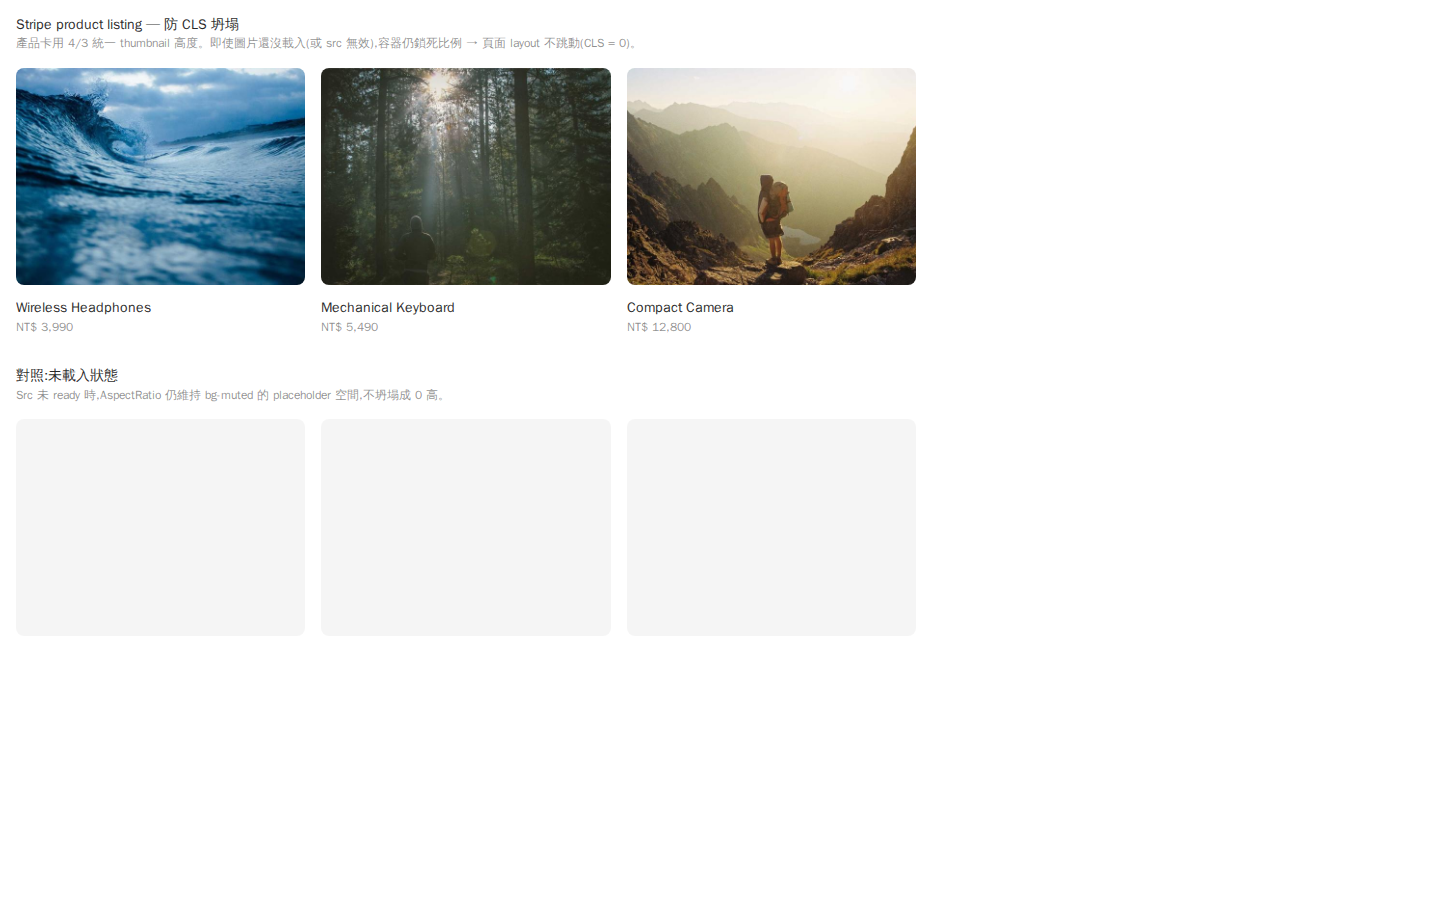 Stripe product listing — 防 CLS 坍塌
產品卡用 4/3 統一 thumbnail 高度。即使圖片還沒載入(或 src 無效),容器仍鎖死比例 → 頁面 layout 不跳動(CLS = 0)。
Wireless Headphones
NT$ 3,990
Mechanical Keyboard
NT$ 5,490
Compact Camera
NT$ 12,800
對照:未載入狀態
Src 未 ready 時,AspectRatio 仍維持 bg-muted 的 placeholder 空間,不坍塌成 0 高。